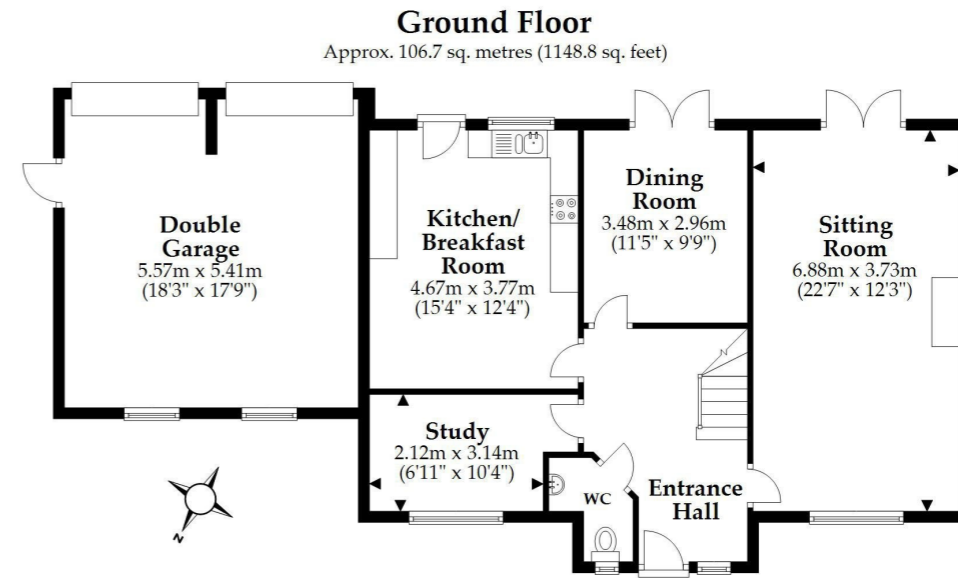 Ground Floor
Approx. 106.7 sq. metres (1148.8 sq. feet)
Double
Garage
5.57m x 5.41m
(18'3" x 17'9")
Kitchen/
Breakfast
Room
4.67m x 3.77m
(15'4" x 12'4")
Dining
Room
3.48m x 2.96m
(11'5" x 9'9")
Sitting
Room
6.88m x 3.73m
(22'7" x 12'3")
Study
2.12m x 3.14m
(6'11" x 10'4")
WC
Entrance
Hall
N